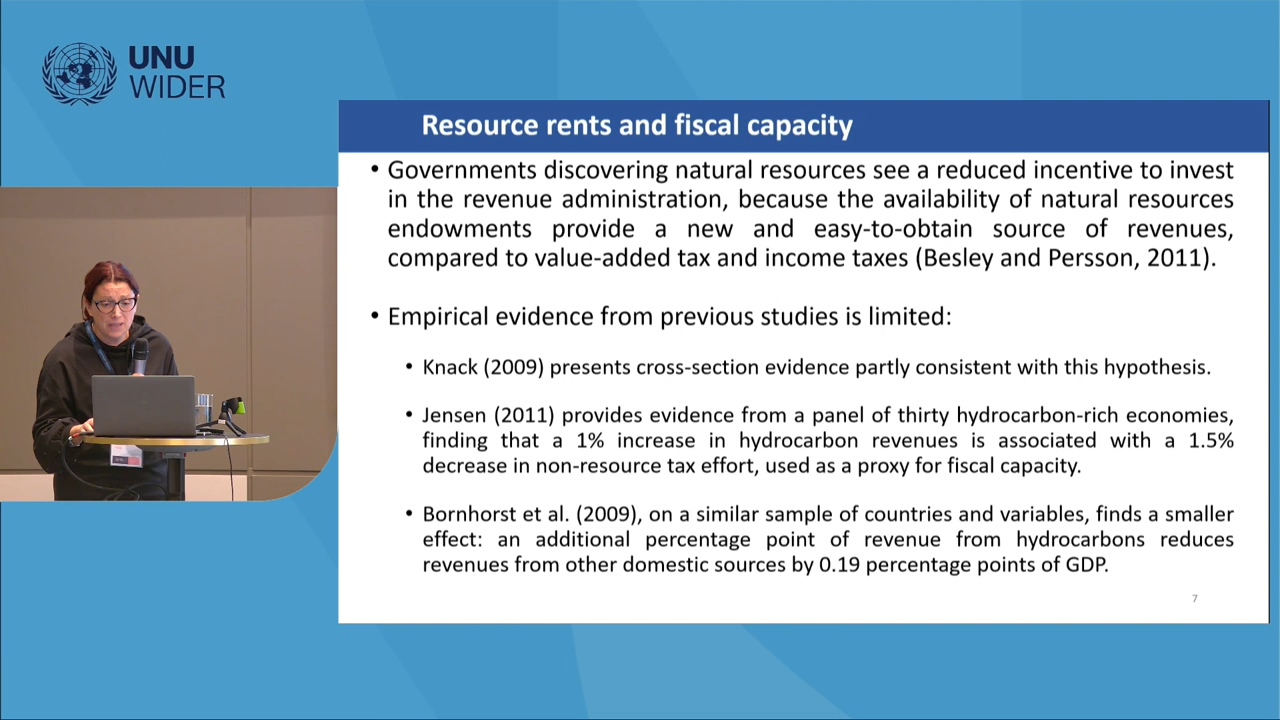 UNU
WIDER
Resource rents and fiscal capacity
• Governments discovering natural resources see a reduced incentive to invest
in the revenue administration, because the availability of natural resources
endowments provide a new and easy-to-obtain source of revenues,
compared to value-added tax and income taxes (Besley and Persson, 2011).
• Empirical evidence from previous studies is limited:
• Knack (2009) presents cross-section evidence partly consistent with this hypothesis.
• Jensen (2011) provides evidence from a panel of thirty hydrocarbon-rich economies,
finding that a 1% increase in hydrocarbon revenues is associated with a 1.5%
decrease in non-resource tax effort, used as a proxy for fiscal capacity.
• Bornhorst et al. (2009), on a similar sample of countries and variables, finds a smaller
effect: an additional percentage point of revenue from hydrocarbons reduces
revenues from other domestic sources by 0.19 percentage points of GDP.
7